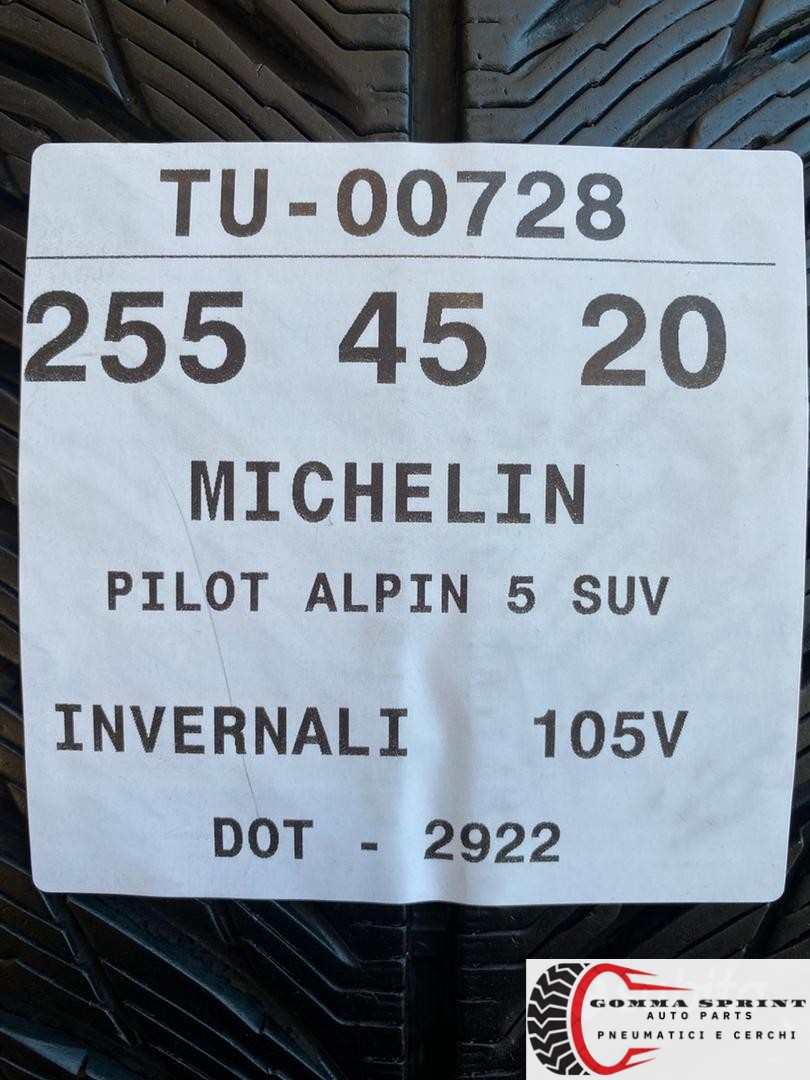 TU-00728
255 45 20
MICHELIN
PILOT ALPIN 5 SUV
INVERNALI 105V
DOT - 2922
GOMMA SPRINT
AUTO PARTS
PNEUMATICI E CERCHI